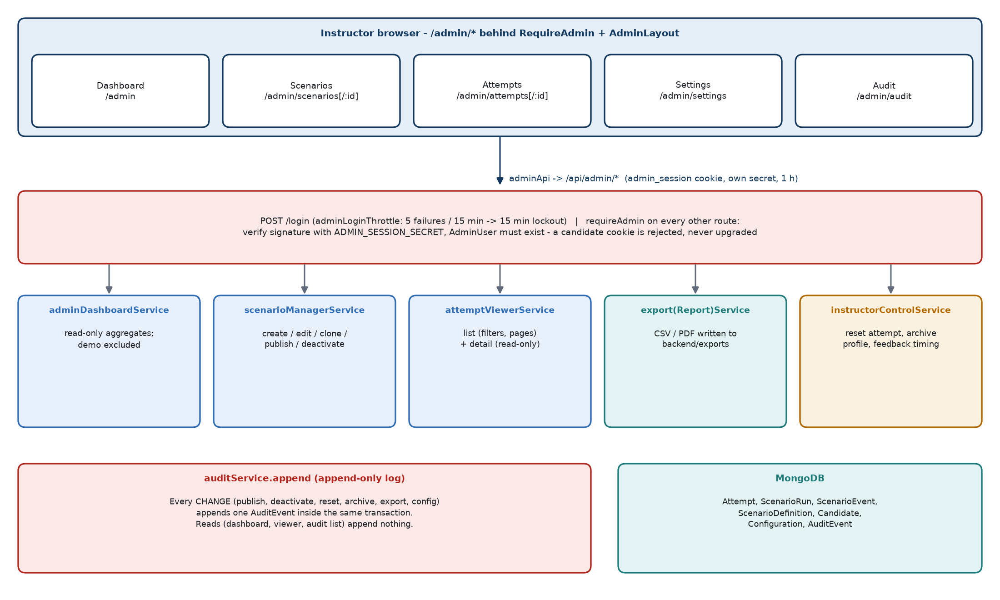 Instructor browser - /admin/* behind RequireAdmin + AdminLayout
Dashboard
/admin
Scenarios
/admin/scenarios[/:id]
Attempts
/admin/attempts[/:id]
Settings
/admin/settings
Audit
/admin/audit
adminApi -> /api/admin/*  (admin_session cookie, own secret, 1 h)
POST /login (adminLoginThrottle: 5 failures / 15 min -> 15 min lockout)   |   requireAdmin on every other route:
verify signature with ADMIN_SESSION_SECRET, AdminUser must exist - a candidate cookie is rejected, never upgraded
adminDashboardService
read-only aggregates;
demo excluded
scenarioManagerService
create / edit / clone /
publish / deactivate
attemptViewerService
list (filters, pages)
+ detail (read-only)
export(Report)Service
CSV / PDF written to
backend/exports
instructorControlService
reset attempt, archive
profile, feedback timing
auditService.append (append-only log)
Every CHANGE (publish, deactivate, reset, archive, export, config)
appends one AuditEvent inside the same transaction.
Reads (dashboard, viewer, audit list) append nothing.
MongoDB
Attempt, ScenarioRun, ScenarioEvent,
ScenarioDefinition, Candidate,
Configuration, AuditEvent